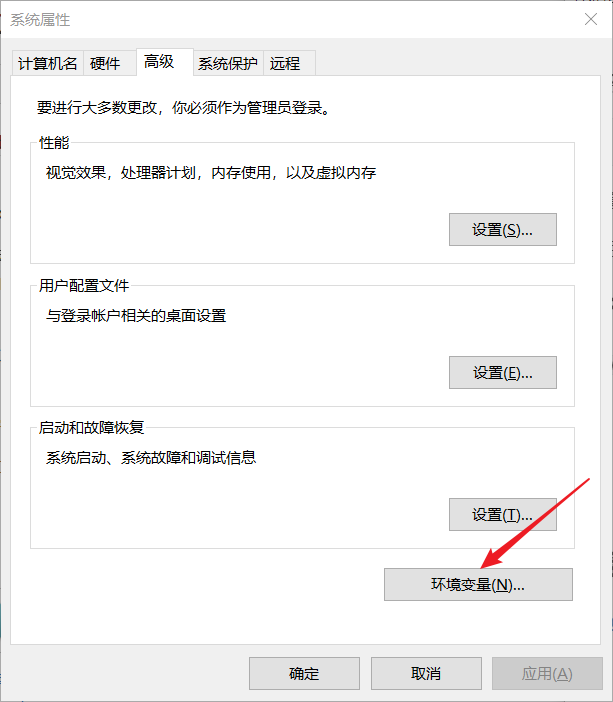 系统属性
计算机名 硬件 高级 系统保护 远程
要进行大多数更改，你必须作为管理员登录。
性能
视觉效果，处理器计划，内存使用，以及虚拟内存
设置(S)...
用户配置文件
与登录帐户相关的桌面设置
设置(E)...
启动和故障恢复
系统启动、系统故障和调试信息
设置(T)...
环境变量(N)...
确定 取消 应用(A)